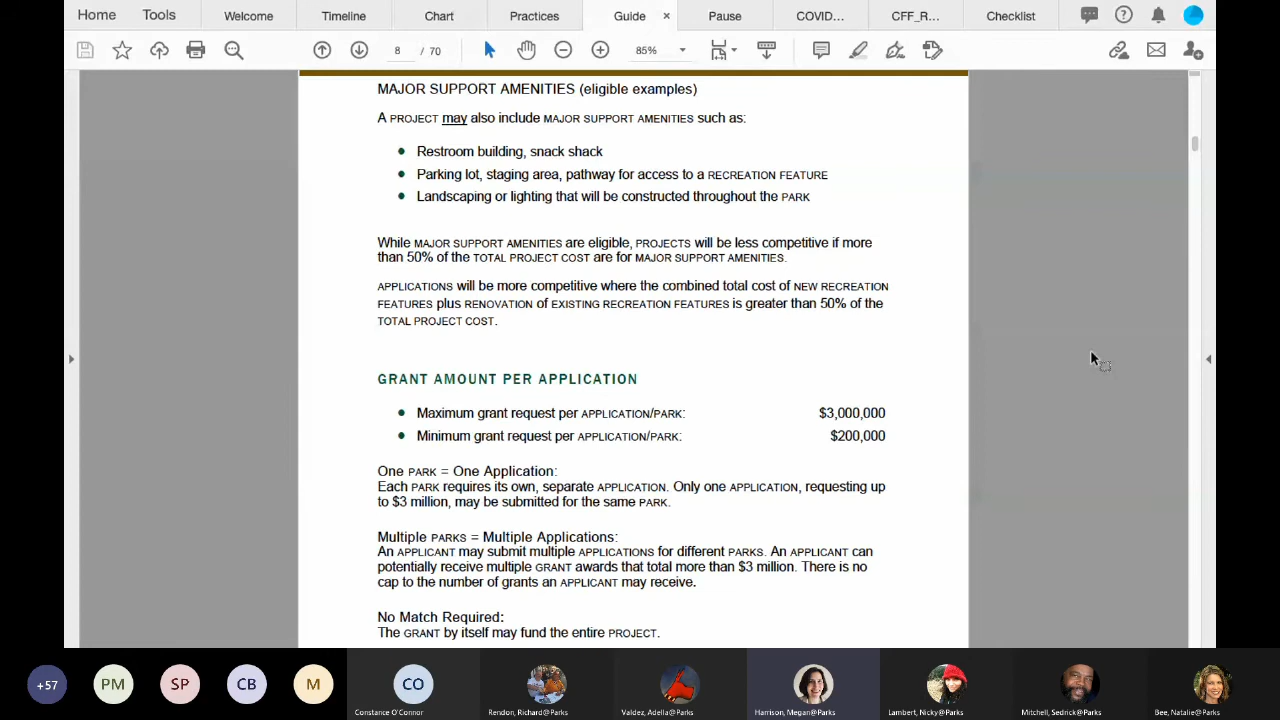 Home Tools Welcome Timeline Chart Practices Guide × Pause COVID... CFF_R... Checklist
8 / 70 85%
MAJOR SUPPORT AMENITIES (eligible examples)
A PROJECT may also include MAJOR SUPPORT AMENITIES such as:
• Restroom building, snack shack
• Parking lot, staging area, pathway for access to a RECREATION FEATURE
• Landscaping or lighting that will be constructed throughout the PARK
While MAJOR SUPPORT AMENITIES are eligible, PROJECTS will be less competitive if more
than 50% of the TOTAL PROJECT COST are for MAJOR SUPPORT AMENITIES.
APPLICATIONS will be more competitive where the combined total cost of NEW RECREATION
FEATURES plus RENOVATION of EXISTING RECREATION FEATURES is greater than 50% of the
TOTAL PROJECT COST.
GRANT AMOUNT PER APPLICATION
• Maximum grant request per APPLICATION/PARK: $3,000,000
• Minimum grant request per APPLICATION/PARK: $200,000
One PARK = One Application:
Each PARK requires its own, separate APPLICATION. Only one APPLICATION, requesting up
to $3 million, may be submitted for the same PARK.
Multiple PARKS = Multiple Applications:
An APPLICANT may submit multiple APPLICATIONS for different PARKS. An APPLICANT can
potentially receive multiple GRANT awards that total more than $3 million. There is no
cap to the number of grants an APPLICANT may receive.
No Match Required:
The GRANT by itself may fund the entire PROJECT.
+57 PM SP CB M CO
Constance O'Connor Rendon, Richard@Parks Valdez, Adella@Parks Harrison, Megan@Parks Lambert, Nicky@Parks Mitchell, Sedrick@Parks Bee, Natalie@Parks